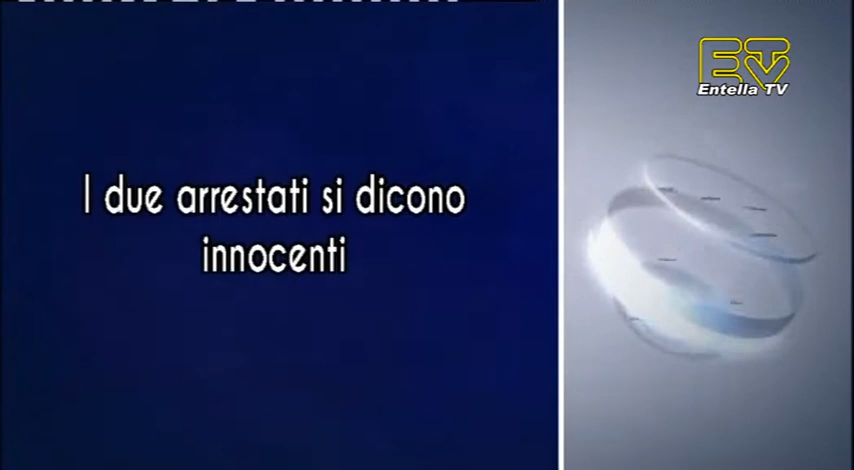 I due arrestati si dicono
innocenti
ETV
Entella TV